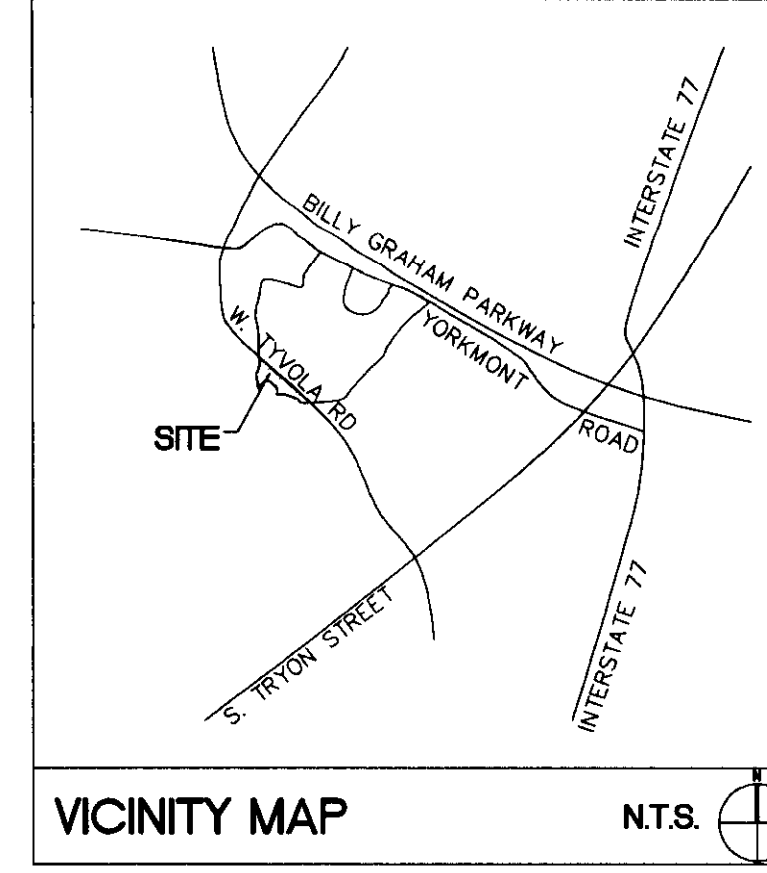 INTERSTATE 77
BILLY GRAHAM PARKWAY
W. TYVOLA RD
YORKMONT ROAD
SITE
S. TRYON STREET
INTERSTATE 77
VICINITY MAP
N.T.S.
N